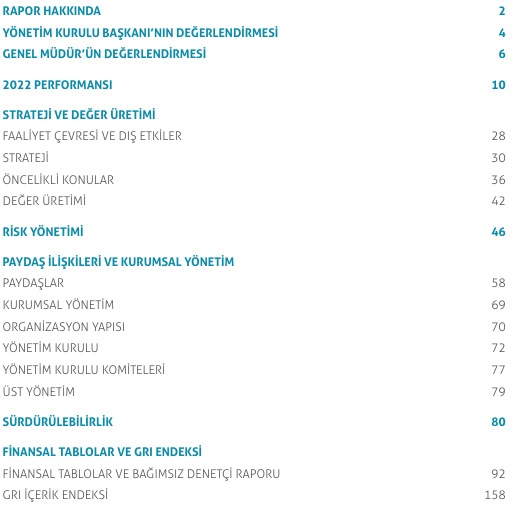 RAPOR HAKKINDA 2
YÖNETİM KURULU BAŞKANI’NIN DEĞERLENDİRMESİ 4
GENEL MÜDÜR’ÜN DEĞERLENDİRMESİ 6
2022 PERFORMANSI 10
STRATEJİ VE DEĞER ÜRETİMİ
FAALİYET ÇEVRESİ VE DIŞ ETKİLER 28
STRATEJİ 30
ÖNCELİKLİ KONULAR 36
DEĞER ÜRETİMİ 42
RİSK YÖNETİMİ 46
PAYDAŞ İLİŞKİLERİ VE KURUMSAL YÖNETİM
PAYDAŞLAR 58
KURUMSAL YÖNETİM 69
ORGANİZASYON YAPISI 70
YÖNETİM KURULU 72
YÖNETİM KURULU KOMİTELERİ 77
ÜST YÖNETİM 79
SÜRDÜRÜLEBİLİRLİK 80
FİNANSAL TABLOLAR VE GRI ENDEKSİ
FİNANSAL TABLOLAR VE BAĞIMSIZ DENETÇİ RAPORU 92
GRI İÇERİK ENDEKSİ 158